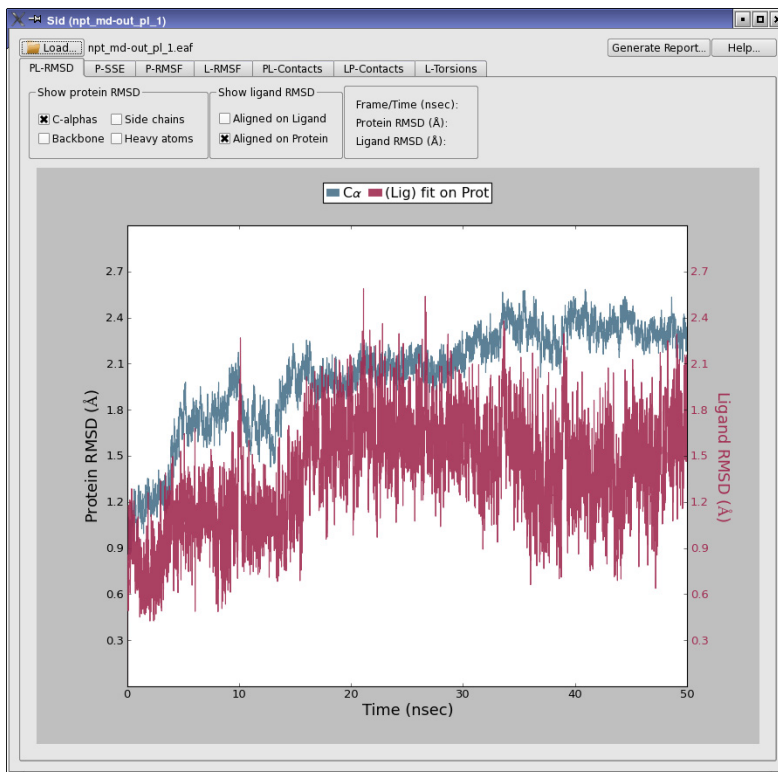 Sid (npt_md-out_pl_1)
Load... npt_md-out_pl_1.eaf Generate Report... Help...
PL-RMSD P-SSE P-RMSF L-RMSF PL-Contacts LP-Contacts L-Torsions
Show protein RMSD
C-alphas Side chains
Backbone Heavy atoms
Show ligand RMSD
Aligned on Ligand
Aligned on Protein
Frame/Time (nsec):
Protein RMSD (Å):
Ligand RMSD (Å):
Cα (Lig) fit on Prot
Protein RMSD (Å)
2.7
2.4
2.1
1.8
1.5
1.2
0.9
0.6
0.3
2.7
2.4
2.1
1.8
1.5
1.2
0.9
0.6
0.3
Ligand RMSD (Å)
0 10 20 30 40 50
Time (nsec)